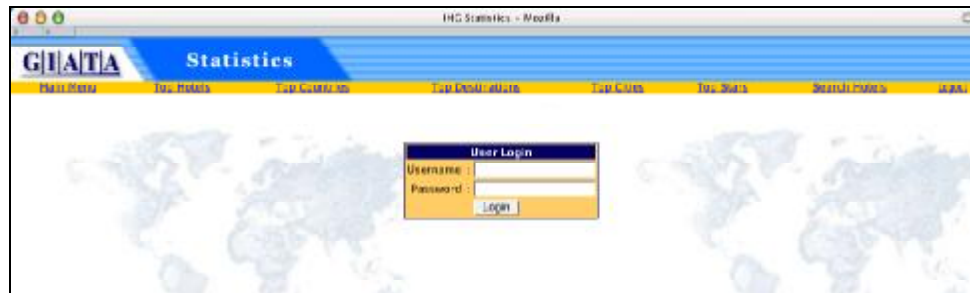 IHG Statistics - Mozilla
GIATA Statistics
Main Menu Top Hotels Top Countries Top Destinations Top Cities Top Stars Search Hotels Logout
User Login
Username :
Password :
Login